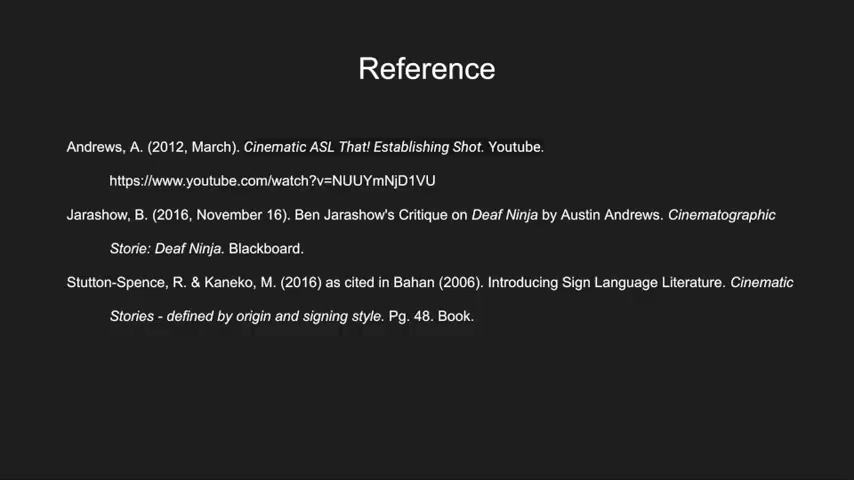 Reference
Andrews, A. (2012, March). Cinematic ASL That! Establishing Shot. Youtube.
https://www.youtube.com/watch?v=NUUYmNjD1VU
Jarashow, B. (2016, November 16). Ben Jarashow's Critique on Deaf Ninja by Austin Andrews. Cinematographic
Storie: Deaf Ninja. Blackboard.
Stutton-Spence, R. & Kaneko, M. (2016) as cited in Bahan (2006). Introducing Sign Language Literature. Cinematic
Stories - defined by origin and signing style. Pg. 48. Book.